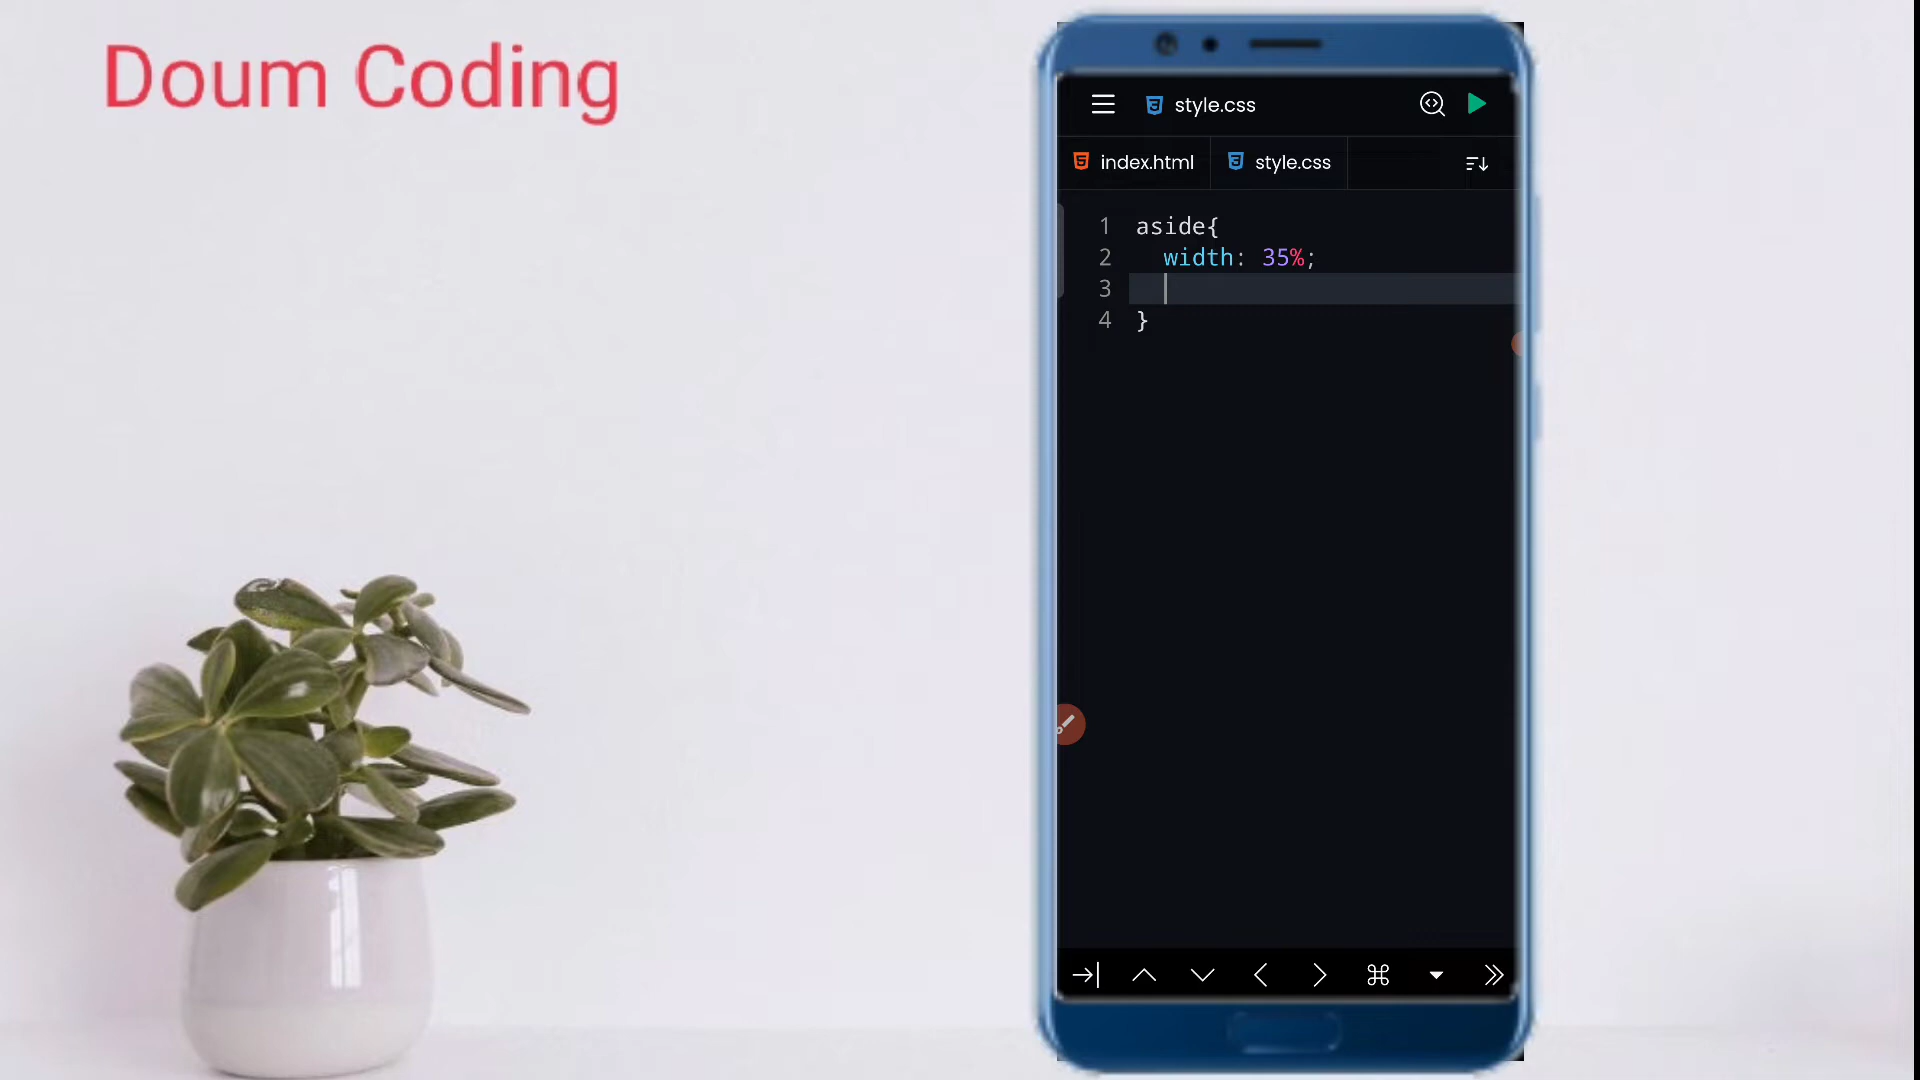 Doum Coding
style.css
index.html
style.css
1 aside{
2 width: 35%;
3
4 }